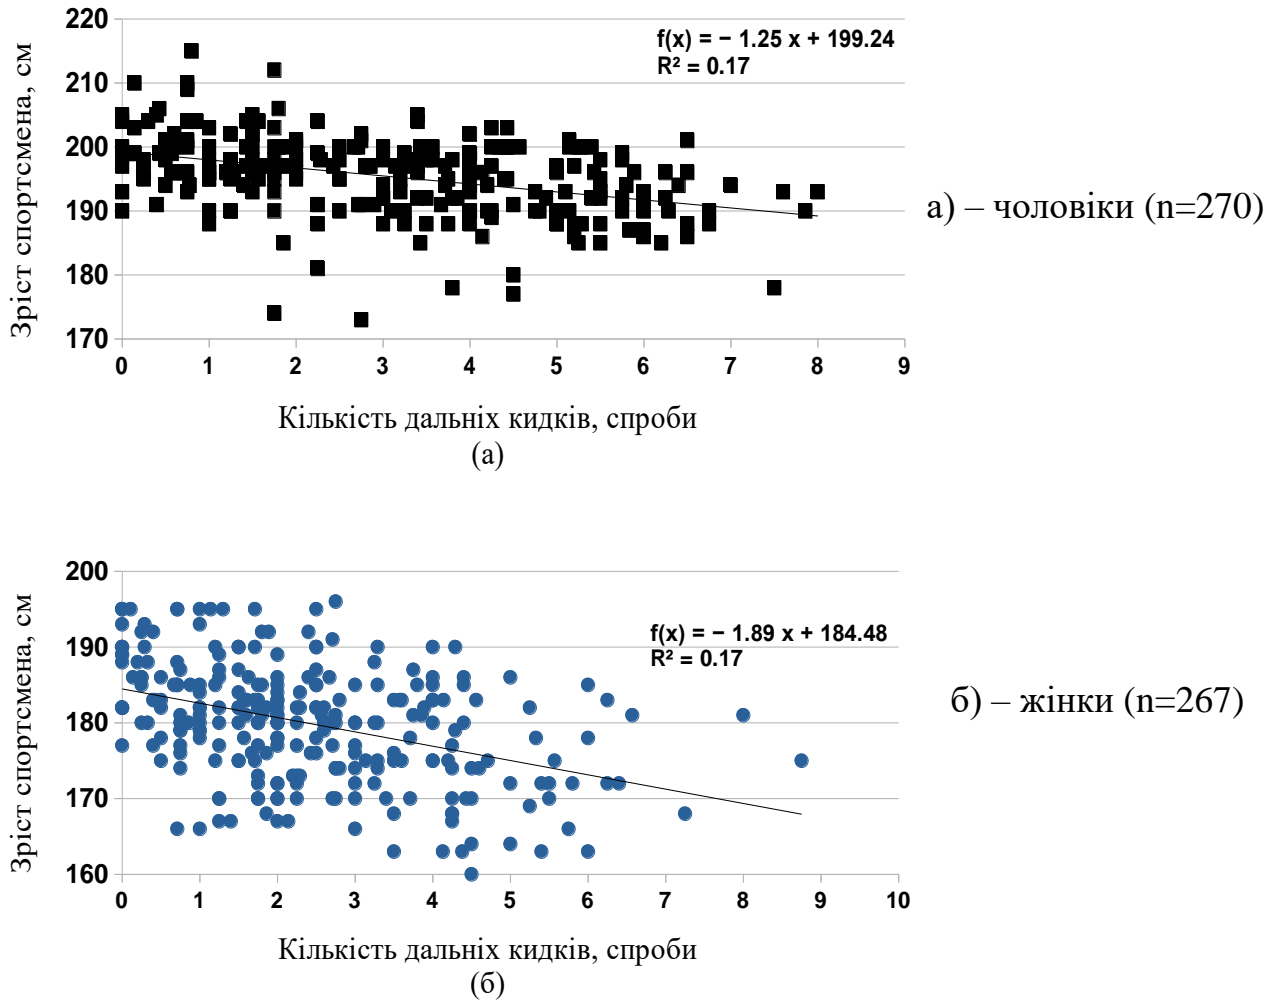 220
210
200
190
180
170
Зріст спортсмена, см
f(x) = − 1.25 x + 199.24
R² = 0.17
0 1 2 3 4 5 6 7 8 9
Кількість дальніх кидків, спроби
(а)
а) – чоловіки (n=270)
200
190
180
170
160
Зріст спортсмена, см
f(x) = − 1.89 x + 184.48
R² = 0.17
0 1 2 3 4 5 6 7 8 9 10
Кількість дальніх кидків, спроби
(б)
б) – жінки (n=267)